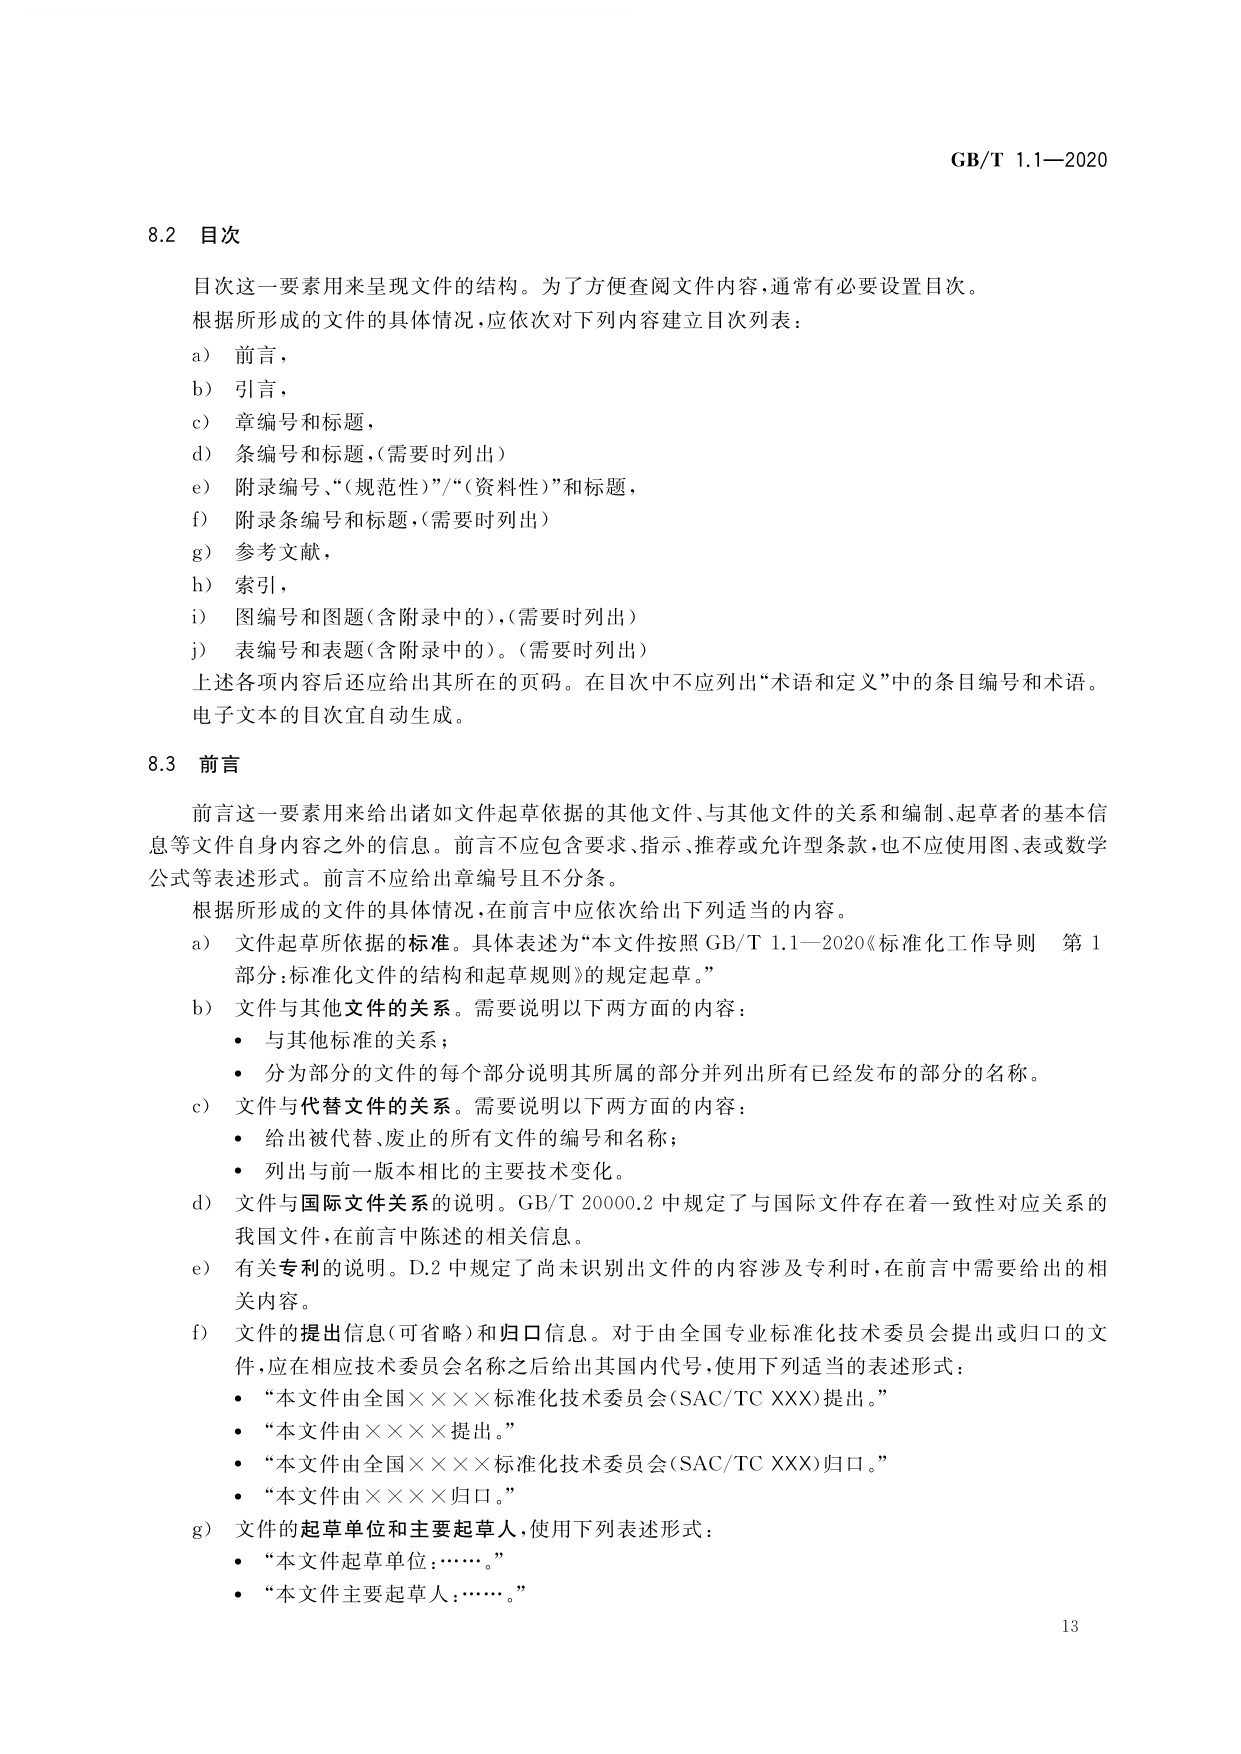 GB/T 1.1—2020
8.2 目次
目次这一要素用来呈现文件的结构。为了方便查阅文件内容,通常有必要设置目次。
根据所形成的文件的具体情况,应依次对下列内容建立目次列表:
a) 前言,
b) 引言,
c) 章编号和标题,
d) 条编号和标题,(需要时列出)
e) 附录编号、“(规范性)”/“(资料性)”和标题,
f) 附录条编号和标题,(需要时列出)
g) 参考文献,
h) 索引,
i) 图编号和图题(含附录中的),(需要时列出)
j) 表编号和表题(含附录中的)。(需要时列出)
上述各项内容后还应给出其所在的页码。在目次中不应列出“术语和定义”中的条目编号和术语。
电子文本的目次宜自动生成。
8.3 前言
前言这一要素用来给出诸如文件起草依据的其他文件、与其他文件的关系和编制、起草者的基本信
息等文件自身内容之外的信息。前言不应包含要求、指示、推荐或允许型条款,也不应使用图、表或数学
公式等表述形式。前言不应给出章编号且不分条。
根据所形成的文件的具体情况,在前言中应依次给出下列适当的内容。
a) 文件起草所依据的标准。具体表述为“本文件按照 GB/T 1.1—2020《标准化工作导则 第 1
部分:标准化文件的结构和起草规则》的规定起草。”
b) 文件与其他文件的关系。需要说明以下两方面的内容:
• 与其他标准的关系;
• 分为部分的文件的每个部分说明其所属的部分并列出所有已经发布的部分的名称。
c) 文件与代替文件的关系。需要说明以下两方面的内容:
• 给出被代替、废止的所有文件的编号和名称;
• 列出与前一版本相比的主要技术变化。
d) 文件与国际文件关系的说明。GB/T 20000.2 中规定了与国际文件存在着一致性对应关系的
我国文件,在前言中陈述的相关信息。
e) 有关专利的说明。D.2 中规定了尚未识别出文件的内容涉及专利时,在前言中需要给出的相
关内容。
f) 文件的提出信息(可省略)和归口信息。对于由全国专业标准化技术委员会提出或归口的文
件,应在相应技术委员会名称之后给出其国内代号,使用下列适当的表述形式:
• “本文件由全国××××标准化技术委员会(SAC/TC XXX)提出。”
• “本文件由××××提出。”
• “本文件由全国××××标准化技术委员会(SAC/TC XXX)归口。”
• “本文件由××××归口。”
g) 文件的起草单位和主要起草人,使用下列表述形式:
• “本文件起草单位:……。”
• “本文件主要起草人:……。”
13